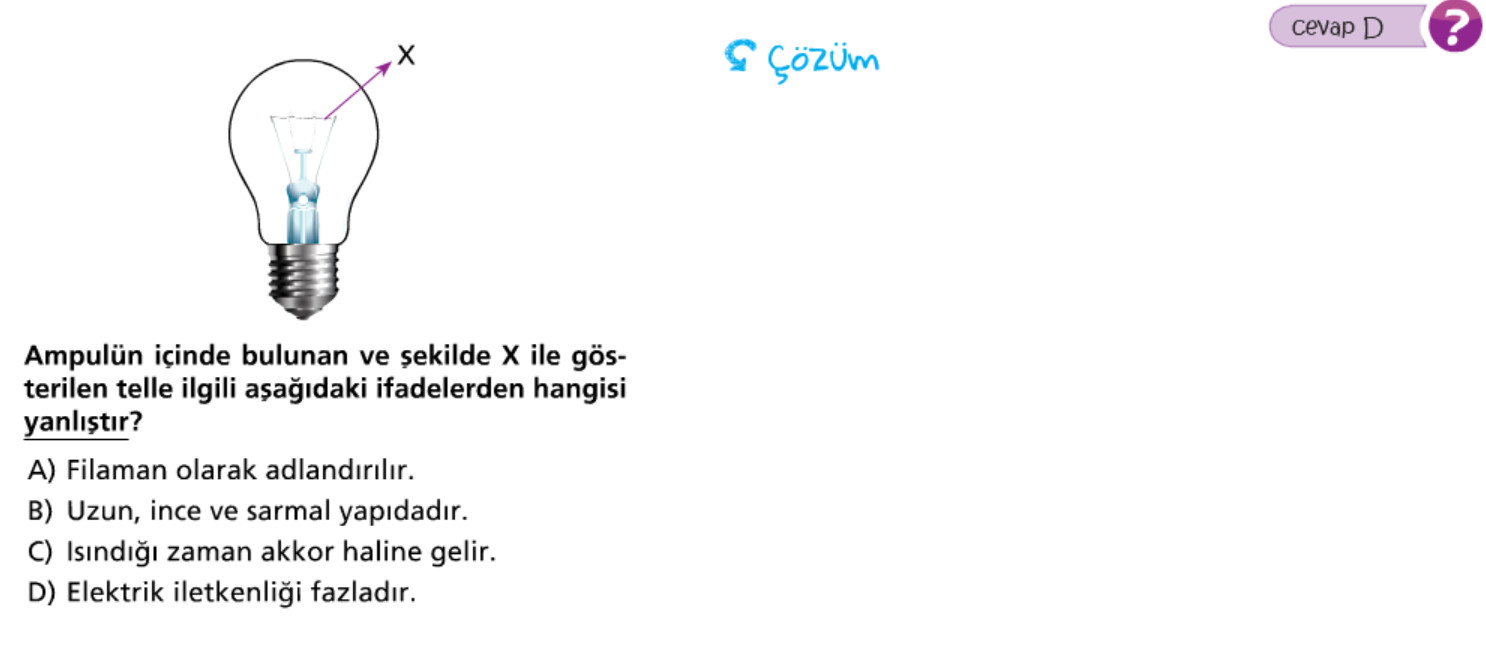 X
Ampulün içinde bulunan ve şekilde X ile gös-
terilen telle ilgili aşağıdaki ifadelerden hangisi
yanlıştır?
A) Filaman olarak adlandırılır.
B) Uzun, ince ve sarmal yapıdadır.
C) Isındığı zaman akkor haline gelir.
D) Elektrik iletkenliği fazladır.
Çözüm
Cevap D
?